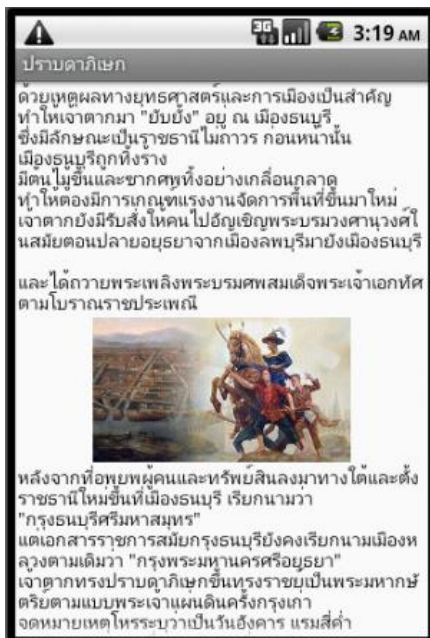 3G 3:19 AM
ปราบดาภิเษก
ด้วยเหตุผลทางยุทธศาสตร์และการเมืองเป็นสำคัญ
ทำให้เจ้าตากมา "ยับยั้ง" อยู่ ณ เมืองธนบุรี
ซึ่งมีลักษณะเป็นราชธานีไม่ถาวร ก่อนหน้านั้น
เมืองธนบุรีถูกทิ้งร้าง
มีต้นไม้ขึ้นและซากศพทิ้งอย่างเกลื่อนกลาด
ทำให้ต้องมีการเกณฑ์แรงงานจัดการพื้นที่ขึ้นมาใหม่
เจ้าตากยังมีรับสั่งให้คนไปอัญเชิญพระบรมวงศานุวงศ์ใ
นสมัยตอนปลายอยุธยาจากเมืองลพบุรีมายังเมืองธนบุรี
และได้ถวายพระเพลิงพระบรมศพสมเด็จพระเจ้าเอกทัศ
ตามโบราณราชประเพณี
หลังจากที่อพยพผู้คนและทรัพย์สินลงมาทางใต้และตั้ง
ราชธานีใหม่ขึ้นที่เมืองธนบุรี เรียกนามว่า
"กรุงธนบุรีศรีมหาสมุทร"
แต่เอกสารราชการสมัยกรุงธนบุรียังคงเรียกนามเมืองห
ลวงตามเดิมว่า "กรุงพระมหานครศรีอยุธยา"
เจ้าตากทรงปราบดาภิเษกขึ้นทรงราชย์เป็นพระมหากษั
ตริย์ตามแบบพระเจ้าแผ่นดินครั้งกรุงเก่า
จดหมายเหตุโหรระบุว่าเป็นวันอังคาร แรมสี่ค่ำ